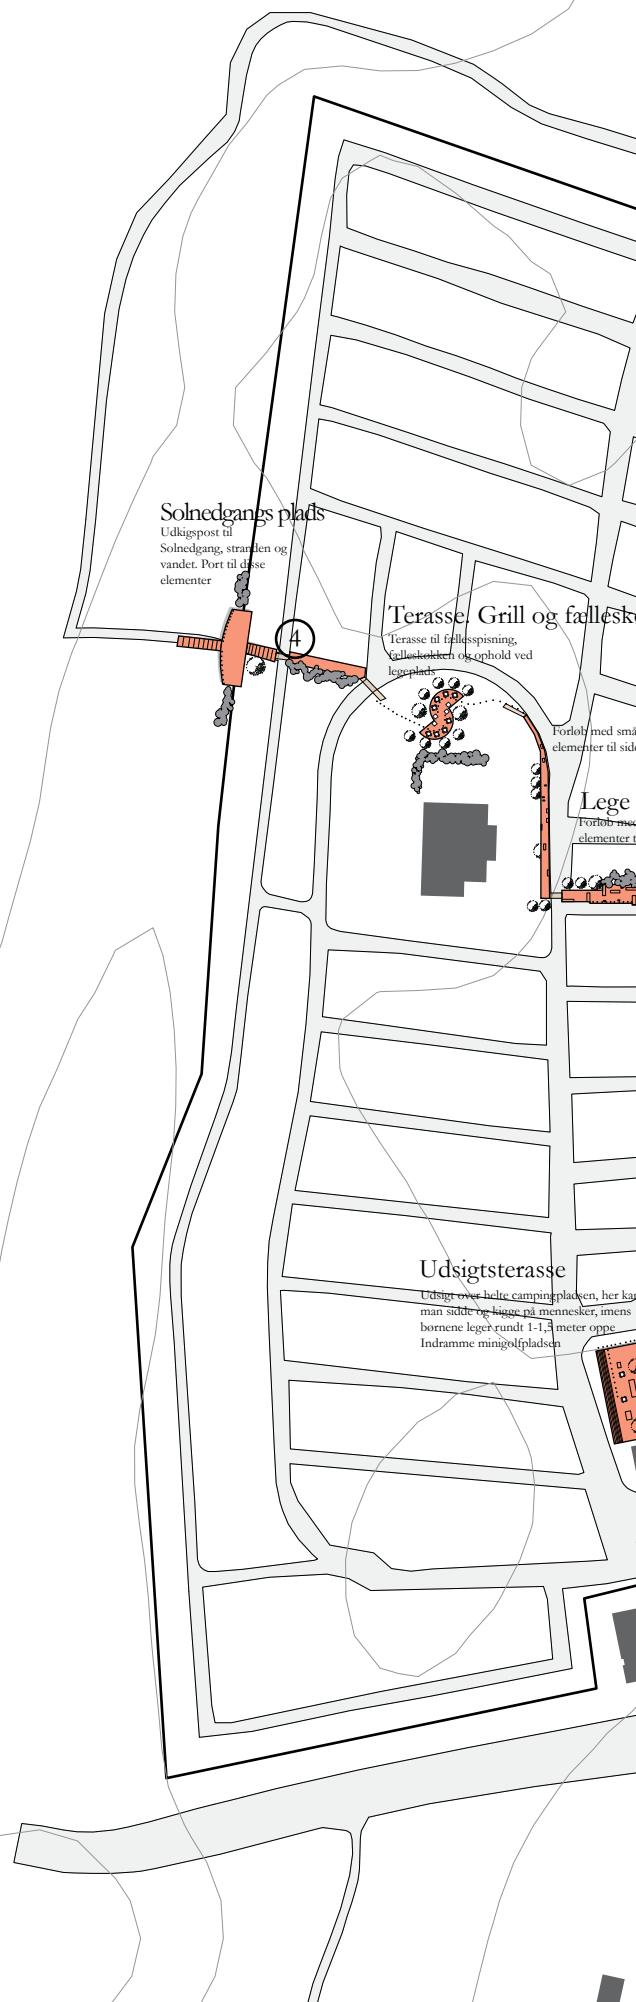 Solnedgangs plads
Udkigspost til
Solnedgang, stranden og
vandet. Port til disse
elementer
4
Terasse. Grill og fællesk
Terasse til fællesspisning,
fælleskøkken og ophold ved
legeplads
Forløb med små
elementer til side
Lege
Forløb med
elementer t
Udsigtsterasse
Udsigt over helte campingpladsen, her kan
man sidde og kigge på mennesker, imens
børnene leger rundt 1-1,5 meter oppe
Indramme minigolfpladsen